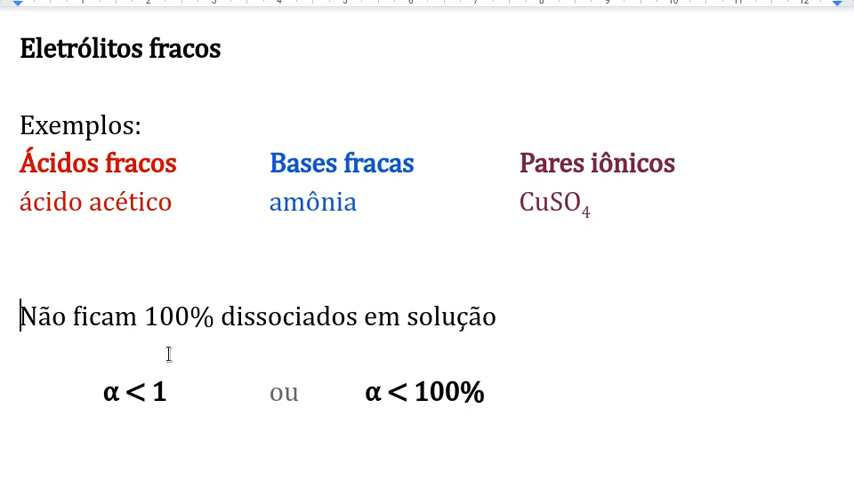 Eletrólitos fracos
Exemplos:
Ácidos fracos Bases fracas Pares iônicos
ácido acético amônia CuSO₄
Não ficam 100% dissociados em solução
α < 1 ou α < 100%